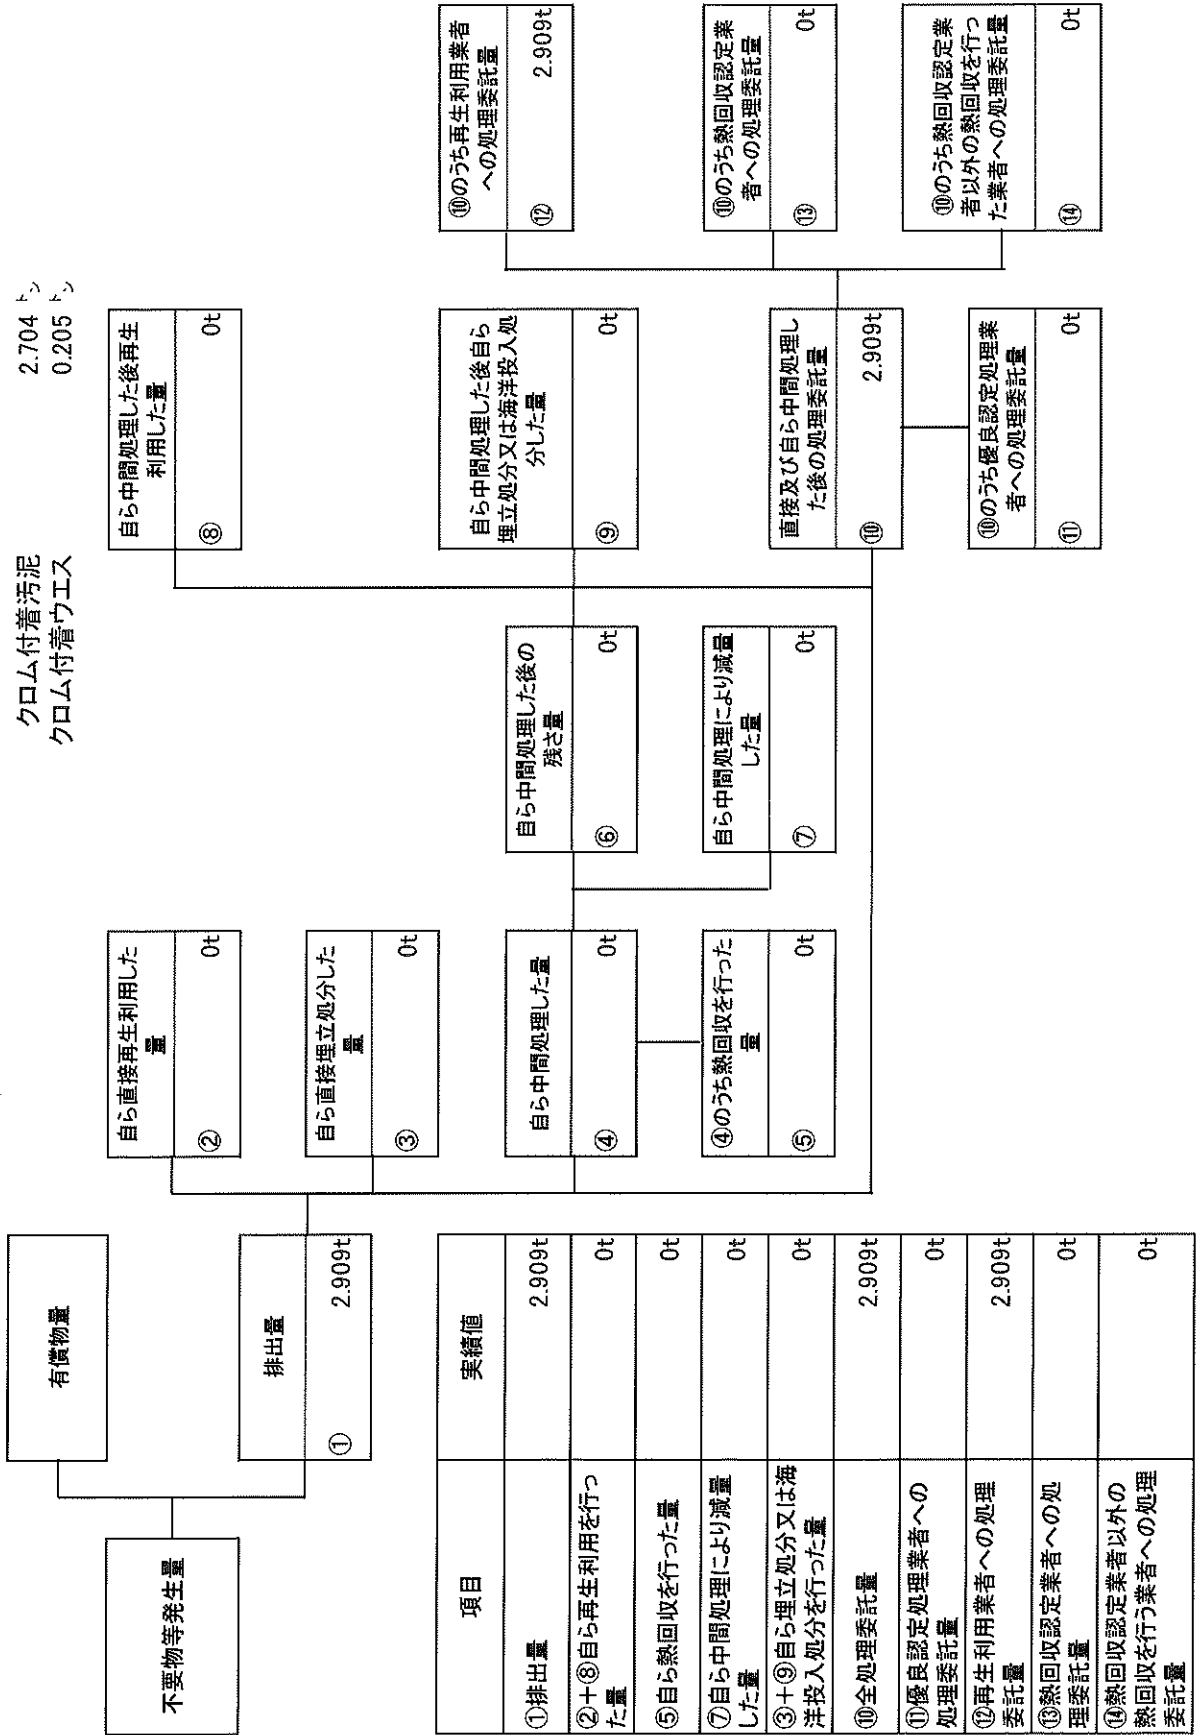 クロム付着汚泥 2.704 トン
クロム付着ウエス 0.205 トン
不要物等発生量
有償物量
排出量
① 2.909t
自ら直接再生利用した
量
② 0t
自ら直接埋立処分した
量
③ 0t
自ら中間処理した量
④ 0t
④のうち熱回収を行った
量
⑤ 0t
自ら中間処理した後の
残さ量
⑥ 0t
自ら中間処理により減量
した量
⑦ 0t
自ら中間処理した後再生
利用した量
⑧ 0t
自ら中間処理した後自ら
埋立処分又は海洋投入処
分した量
⑨ 0t
直接及び自ら中間処理し
た後の処理委託量
⑩ 2.909t
⑩のうち優良認定処理業
者への処理委託量
⑪ 0t
⑩のうち再生利用業者
への処理委託量
⑫ 2.909t
⑩のうち熱回収認定業
者への処理委託量
⑬ 0t
⑩のうち熱回収認定業
者以外の熱回収を行っ
た業者への処理委託量
⑭ 0t
項目 実績値
①排出量 2.909t
②+⑧自ら再生利用を行っ
た量 0t
⑤自ら熱回収を行った量 0t
⑦自ら中間処理により減量
した量 0t
③+⑨自ら埋立処分又は海
洋投入処分を行った量 0t
⑩全処理委託量 2.909t
⑪優良認定処理業者への
処理委託量 0t
⑫再生利用業者への処理
委託量 2.909t
⑬熱回収認定業者への処
理委託量 0t
⑭熱回収認定業者以外の
熱回収を行う業者への処理
委託量 0t